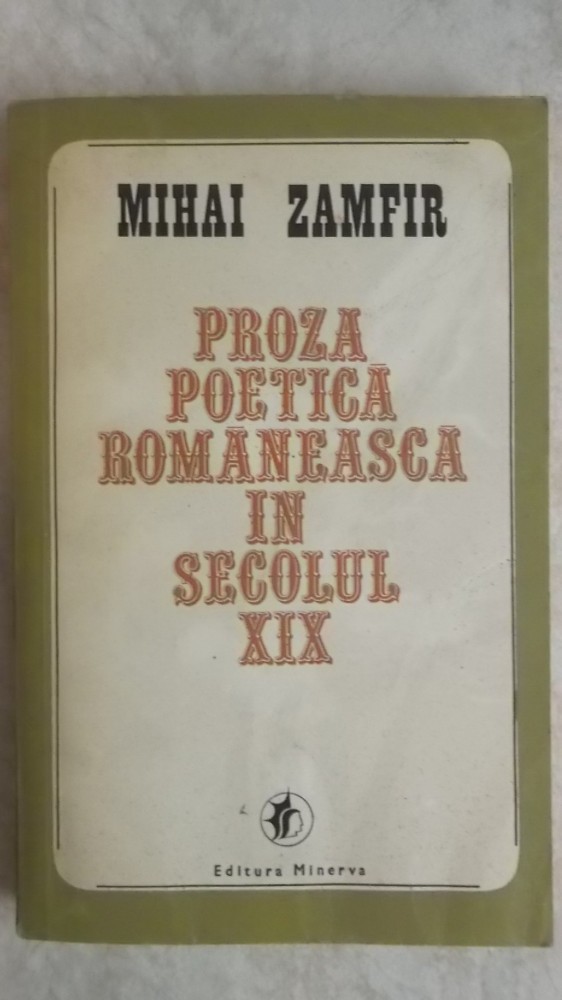 MIHAI ZAMFIR
PROZA
POETICĂ
ROMÂNEASCĂ
IN
SECOLUL
XIX
Editura Minerva